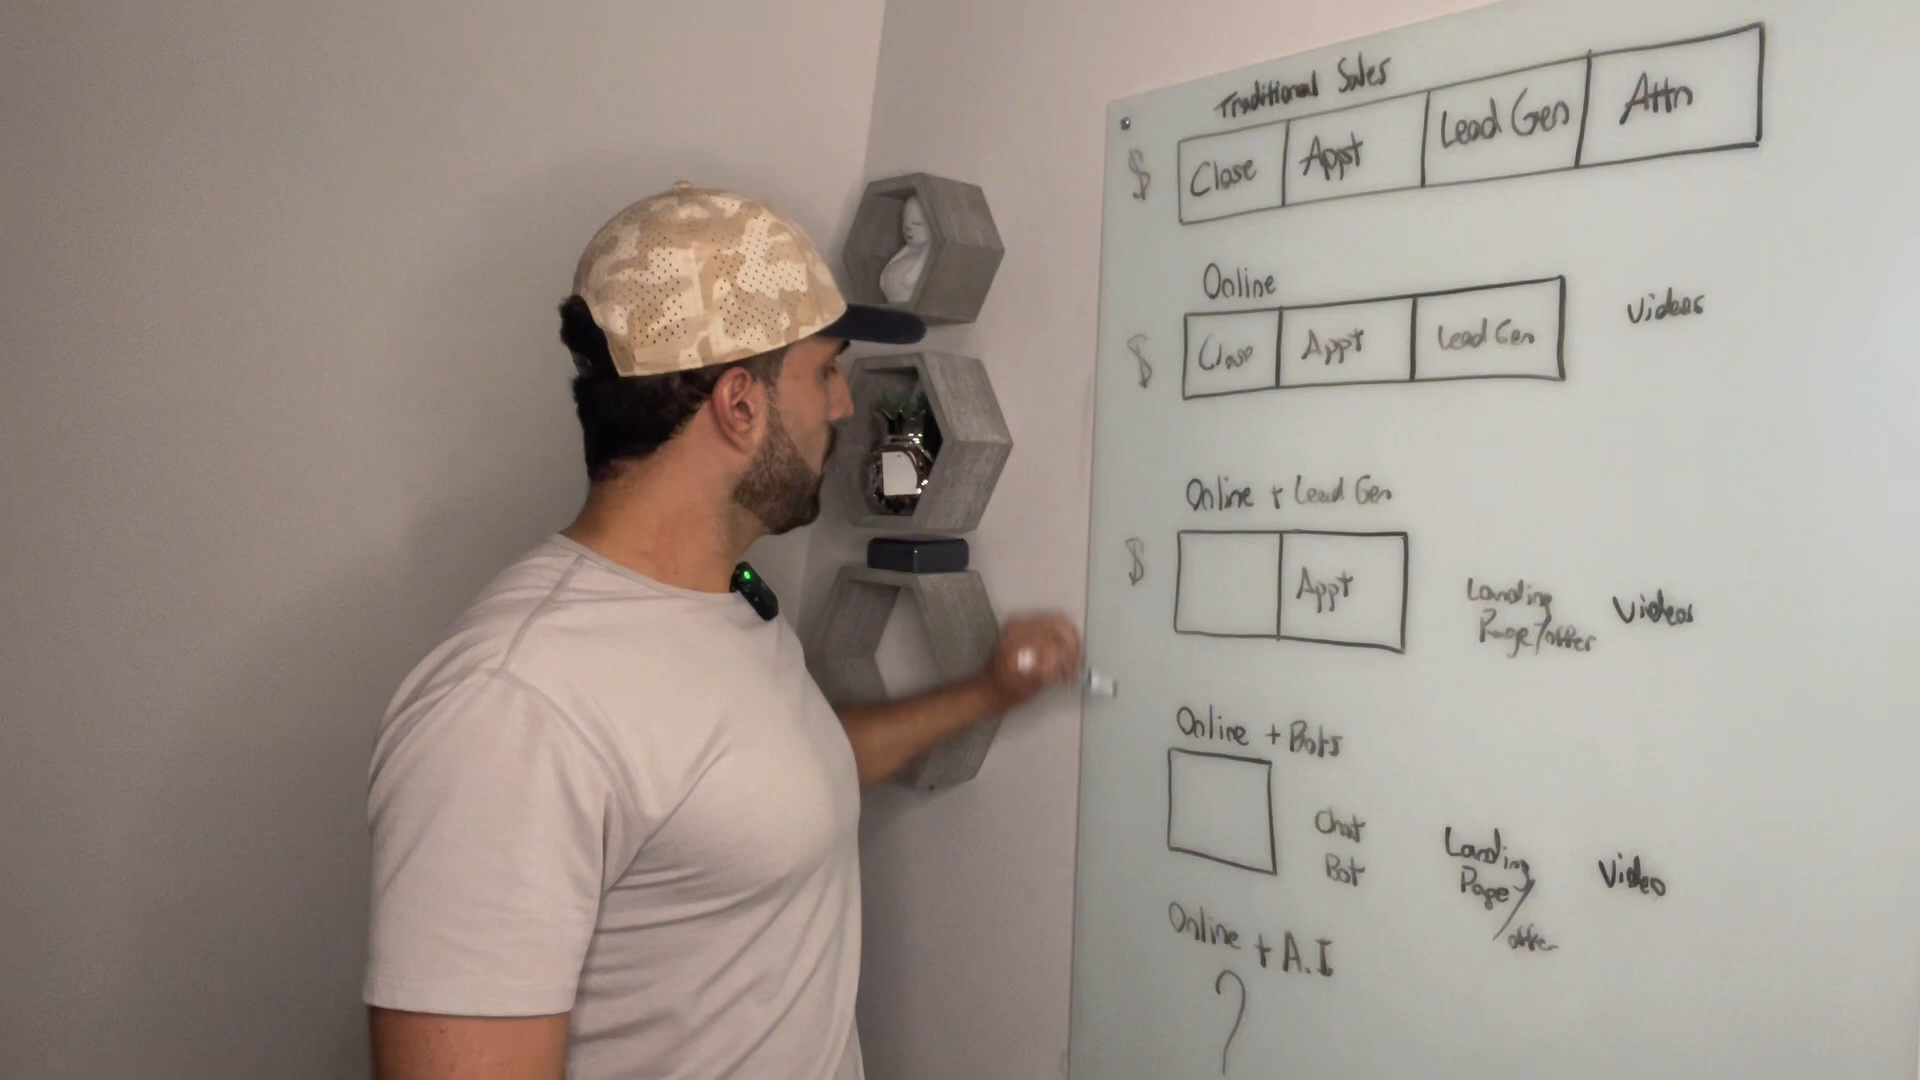 Traditional Sales
$ Close Appt Lead Gen Attn
Online
$ Close Appt Lead Gen Videos
Online + Lead Gen
$ Appt Landing Page/offer Videos
Online + Bots
Chat Bot Landing Page/offer Video
Online + A.I
?